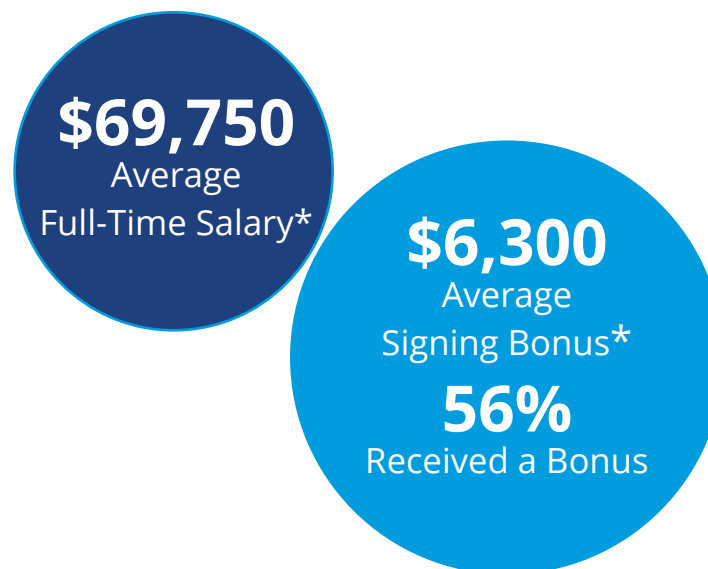 $69,750
Average
Full-Time Salary*
$6,300
Average
Signing Bonus*
56%
Received a Bonus